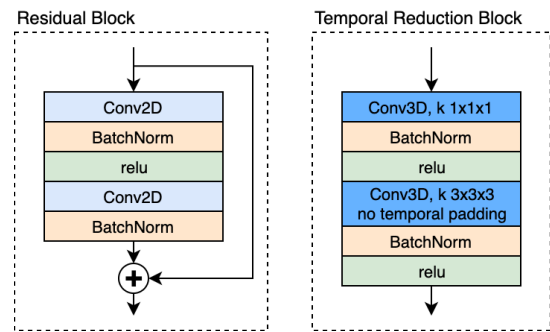 Residual Block
Conv2D
BatchNorm
relu
Conv2D
BatchNorm
+
Temporal Reduction Block
Conv3D, k 1x1x1
BatchNorm
relu
Conv3D, k 3x3x3
no temporal padding
BatchNorm
relu